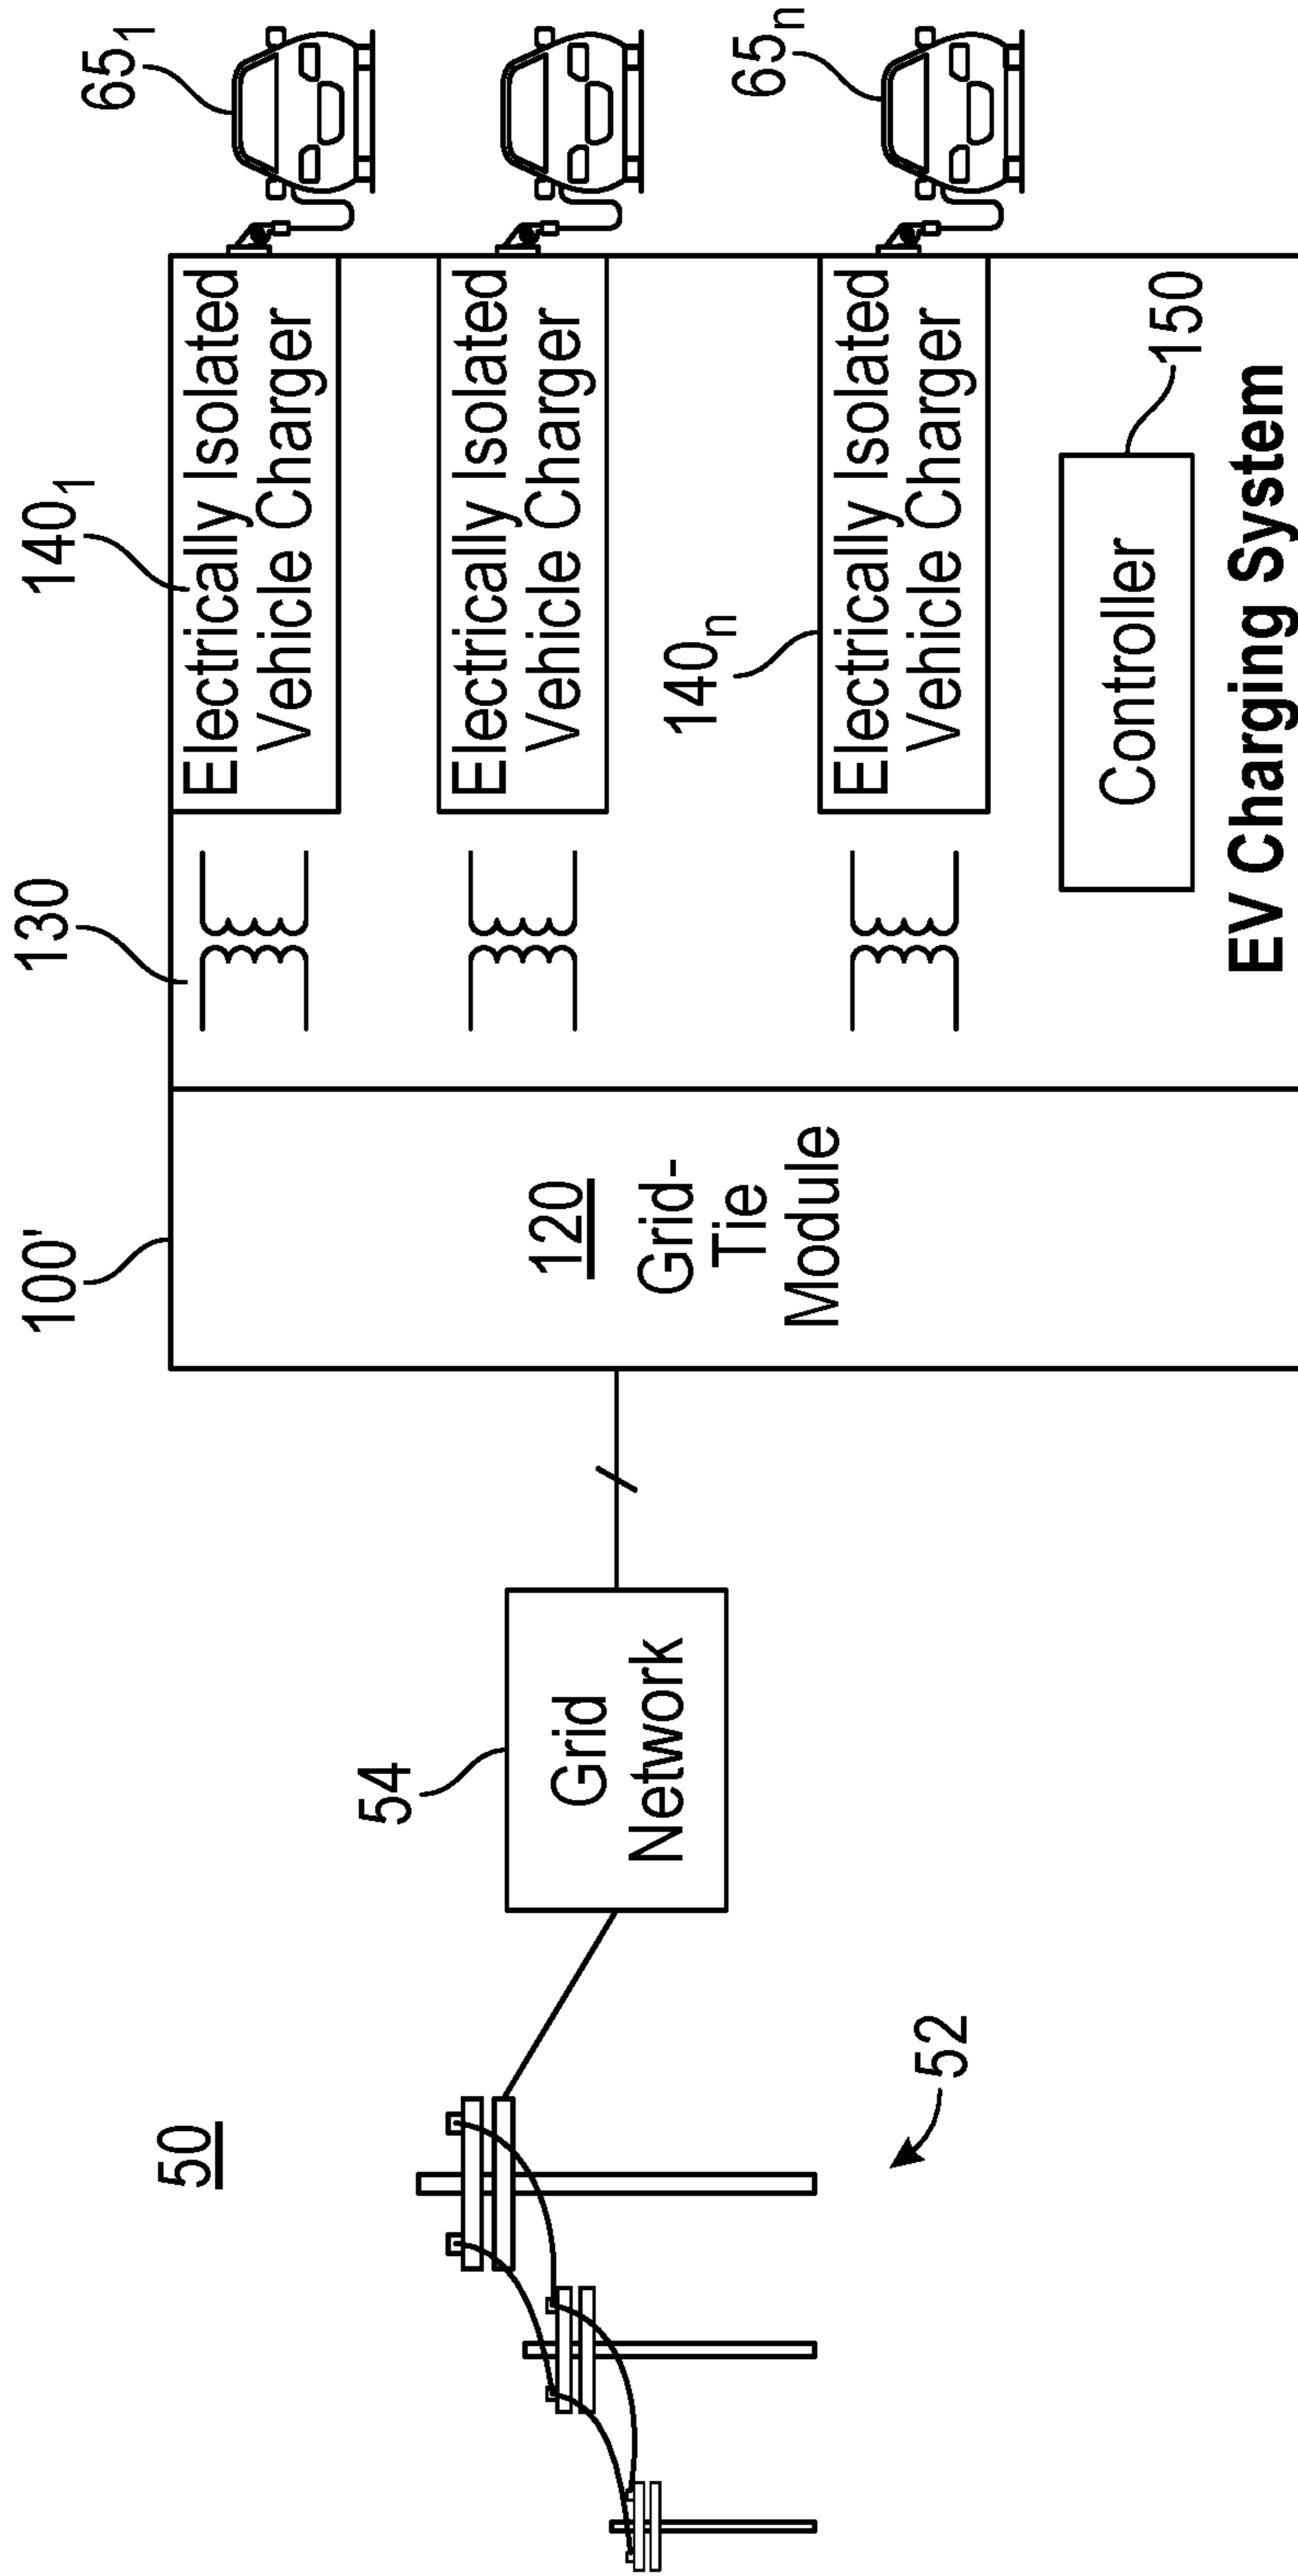 50
52
54
Grid
Network
100'
120
Grid-
Tie
Module
130
140₁
Electrically Isolated
Vehicle Charger
65₁
Electrically Isolated
Vehicle Charger
140ₙ
Electrically Isolated
Vehicle Charger
65ₙ
Controller
150
EV Charging System